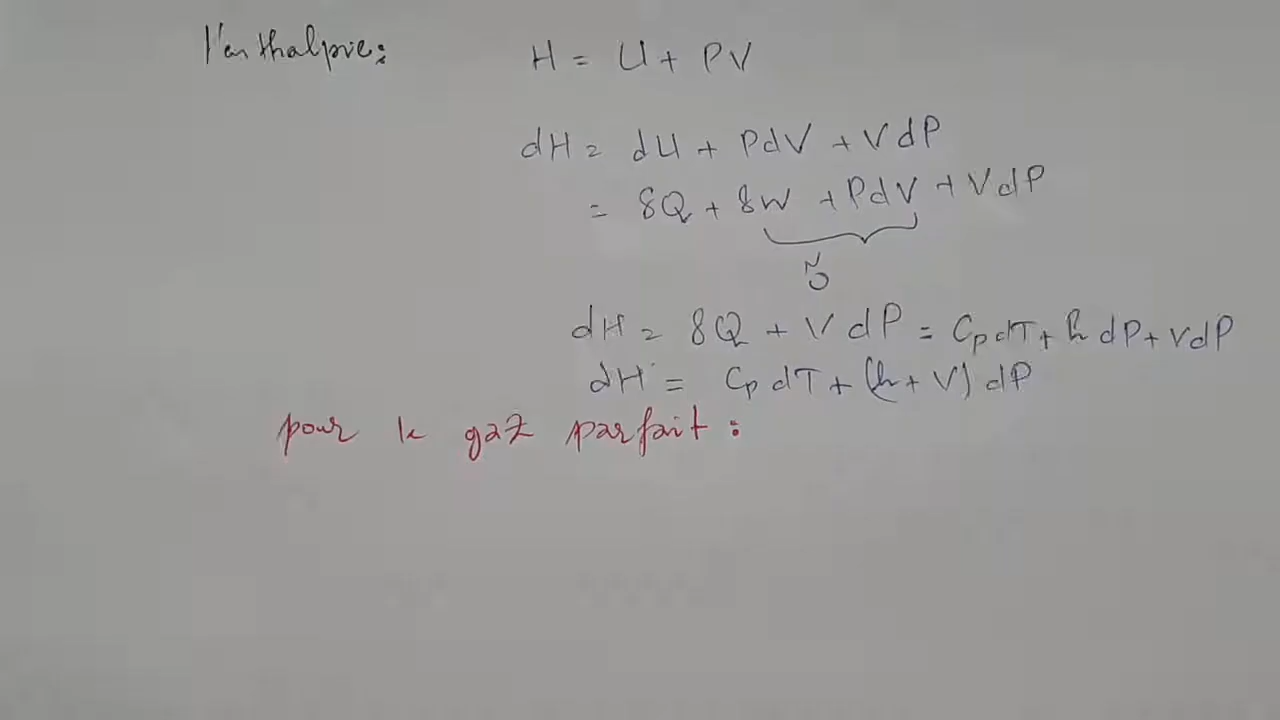 l'enthalpie: H = U + PV
dH = dU + PdV + VdP
= δQ + δW + PdV + VdP
dH = δQ + VdP = CpdT + h dP + VdP
dH = Cp dT + (h + V) dP
pour le gaz parfait :